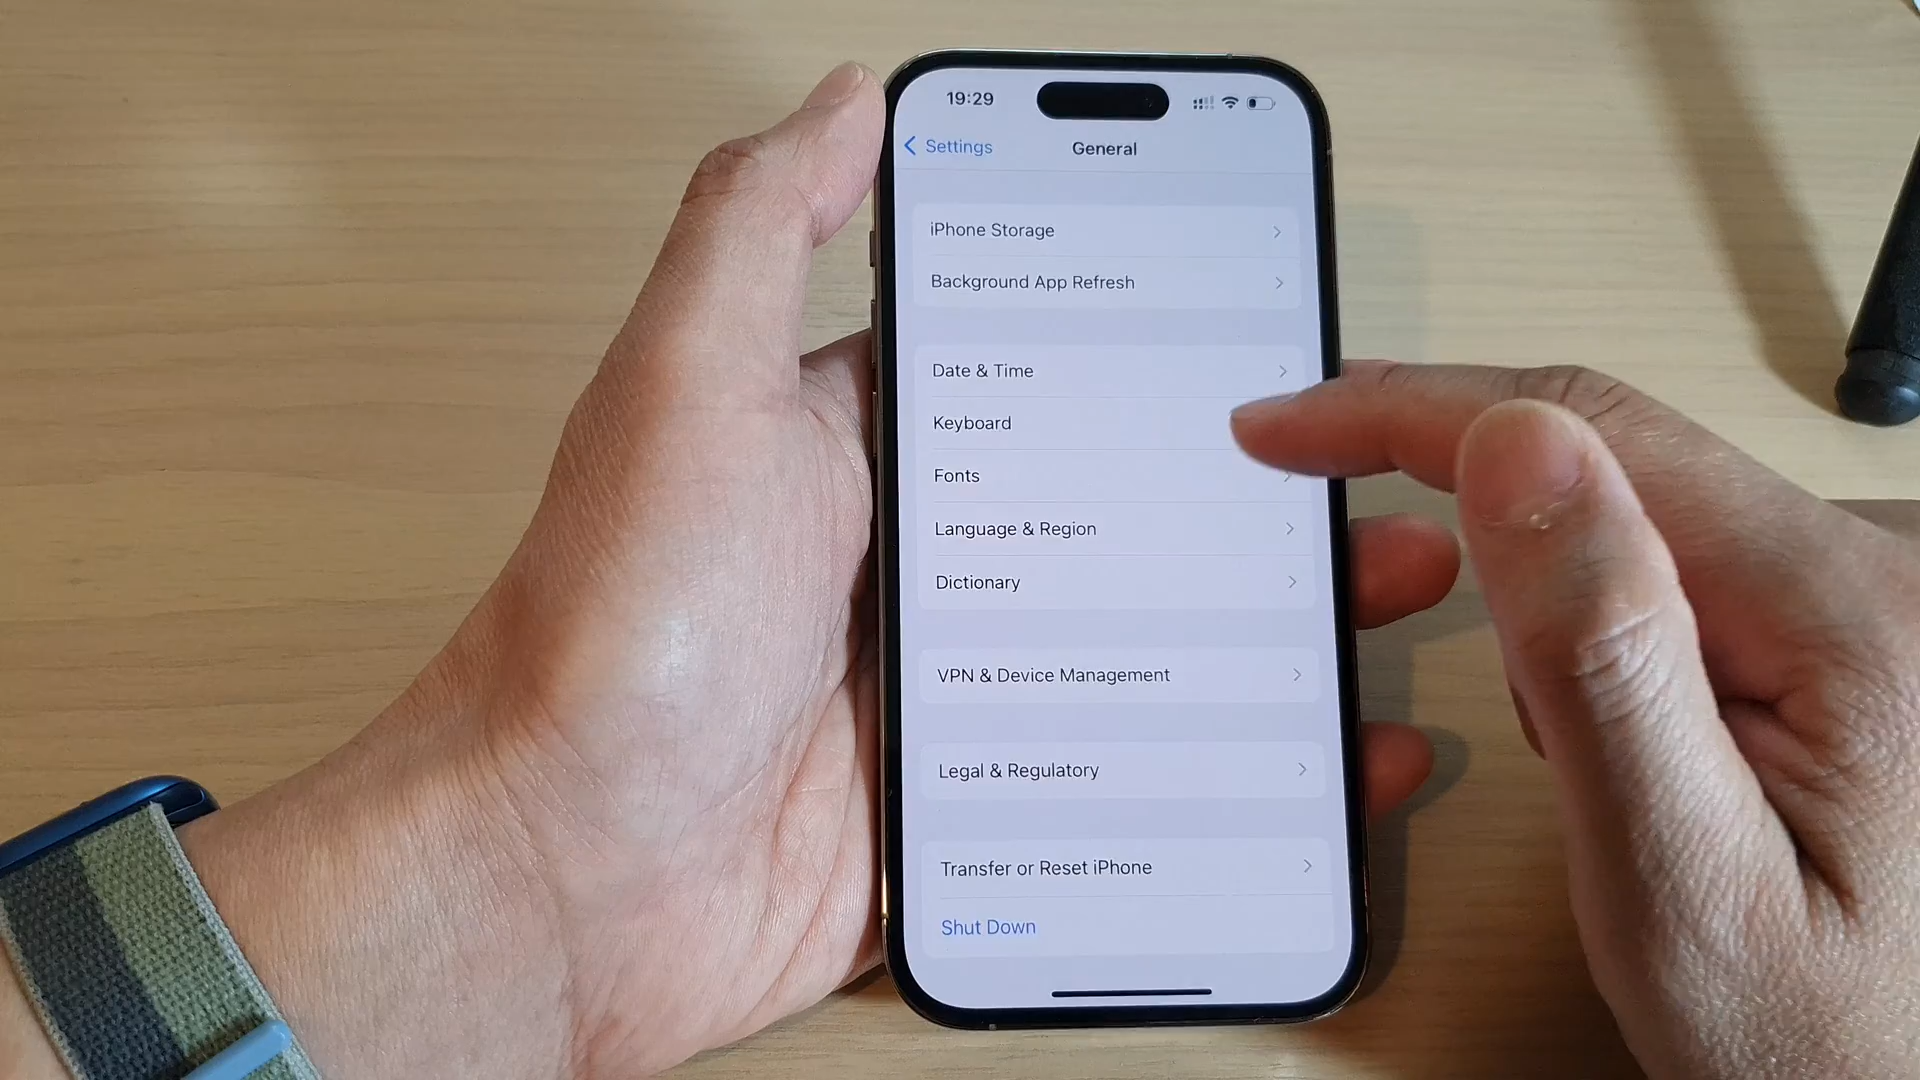 19:29
Settings
General
iPhone Storage
Background App Refresh
Date & Time
Keyboard
Fonts
Language & Region
Dictionary
VPN & Device Management
Legal & Regulatory
Transfer or Reset iPhone
Shut Down